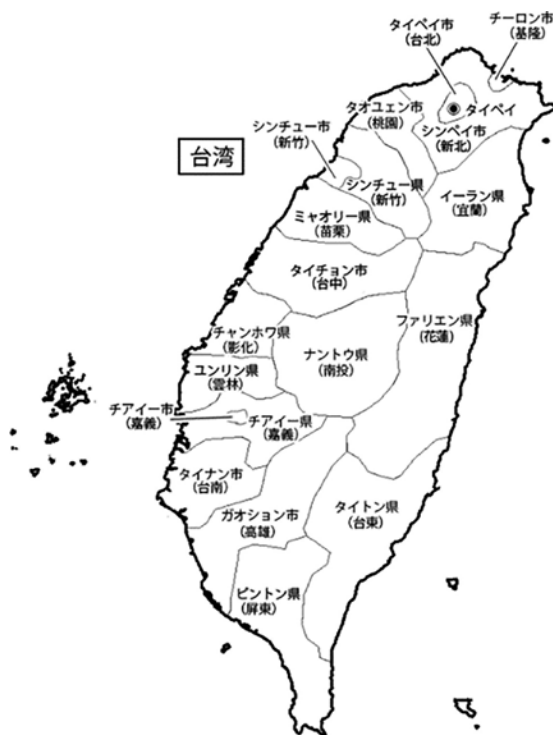 タイペイ市
(台北)
チーロン市
(基隆)
タオユェン市
(桃園)
タイペイ
シンペイ市
(新北)
シンチュー市
(新竹)
台湾
シンチュー県
(新竹)
イーラン県
(宜蘭)
ミャオリー県
(苗栗)
タイチョン市
(台中)
ファリエン県
(花蓮)
チャンホワ県
(彰化)
ナントウ県
(南投)
ユンリン県
(雲林)
チアイー市
(嘉義)
チアイー県
(嘉義)
タイナン市
(台南)
ガオション市
(高雄)
タイトン県
(台東)
ピントン県
(屏東)